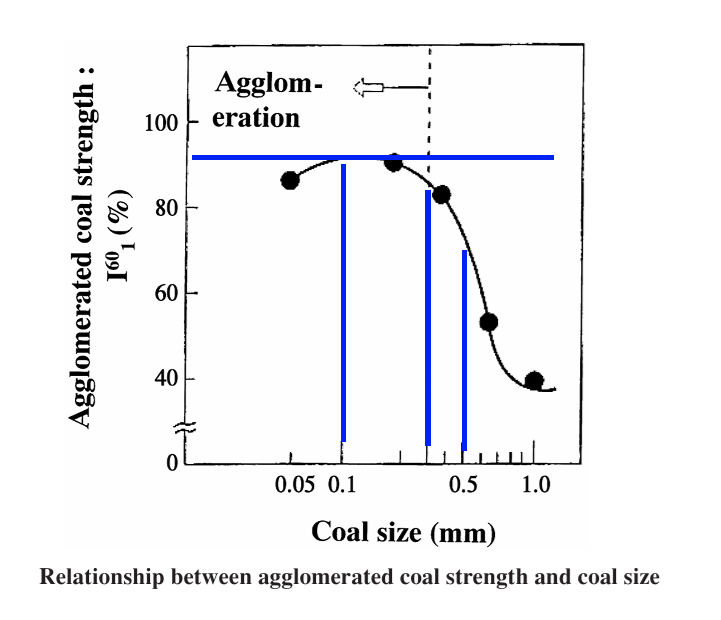 Agglomerated coal strength :
I⁶⁰₁ (%)
Agglom-
eration
100
80
60
40
0
0.05 0.1 0.5 1.0
Coal size (mm)
Relationship between agglomerated coal strength and coal size